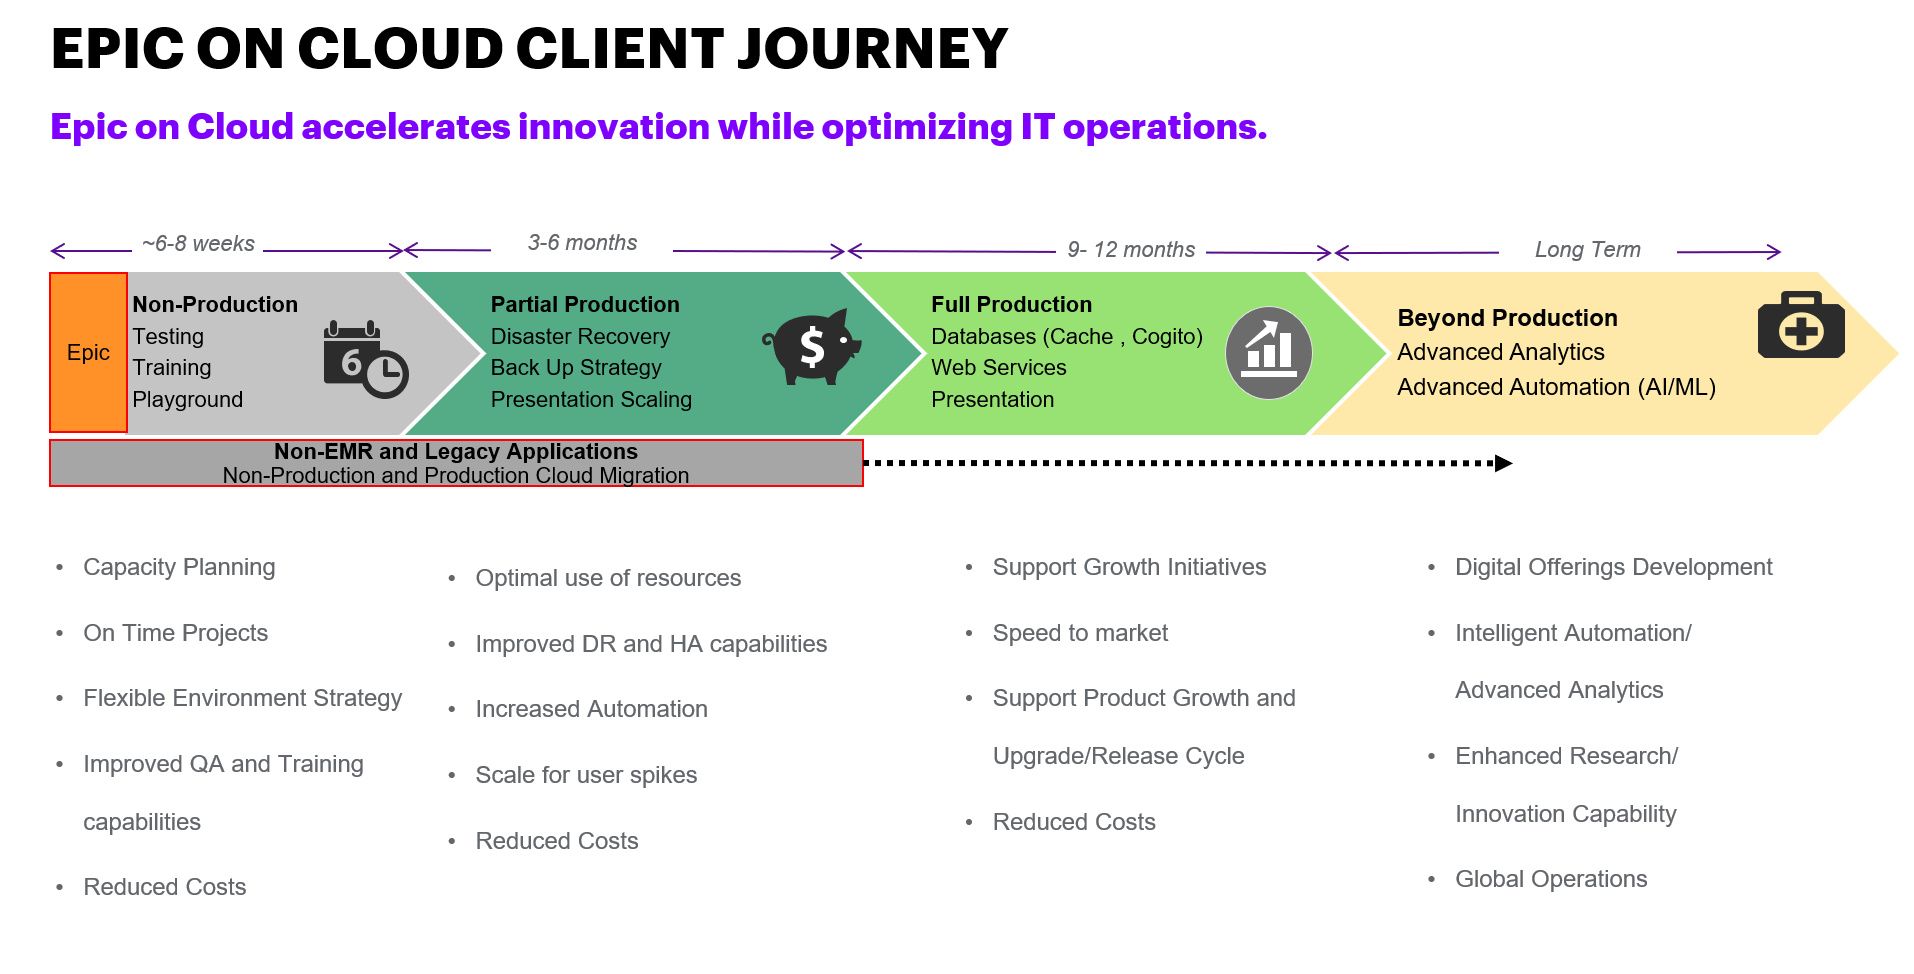 EPIC ON CLOUD CLIENT JOURNEY
Epic on Cloud accelerates innovation while optimizing IT operations.
~6-8 weeks
3-6 months
9- 12 months
Long Term
Epic
Non-Production
Testing
Training
Playground
6
Partial Production
Disaster Recovery
Back Up Strategy
Presentation Scaling
$
Full Production
Databases (Cache , Cogito)
Web Services
Presentation
Beyond Production
Advanced Analytics
Advanced Automation (AI/ML)
Non-EMR and Legacy Applications
Non-Production and Production Cloud Migration
• Capacity Planning
• On Time Projects
• Flexible Environment Strategy
• Improved QA and Training
capabilities
• Reduced Costs
• Optimal use of resources
• Improved DR and HA capabilities
• Increased Automation
• Scale for user spikes
• Reduced Costs
• Support Growth Initiatives
• Speed to market
• Support Product Growth and
Upgrade/Release Cycle
• Reduced Costs
• Digital Offerings Development
• Intelligent Automation/
Advanced Analytics
• Enhanced Research/
Innovation Capability
• Global Operations